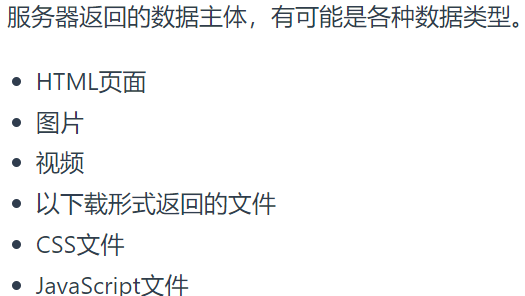 服务器返回的数据主体，有可能是各种数据类型。
• HTML页面
• 图片
• 视频
• 以下载形式返回的文件
• CSS文件
• JavaScript文件